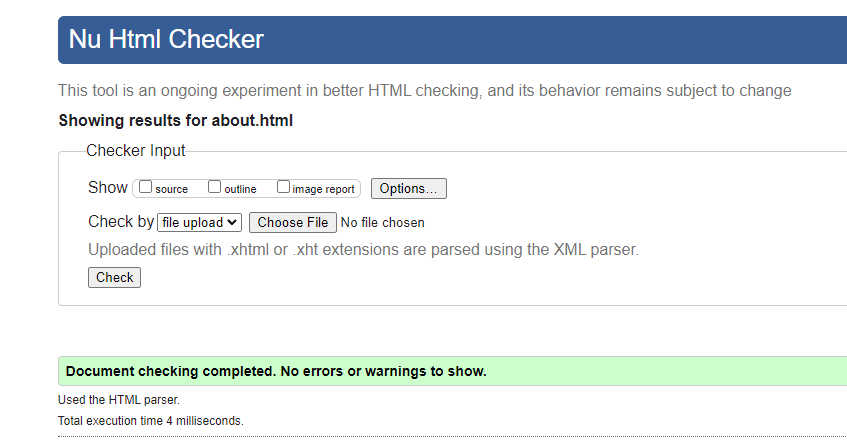 Nu Html Checker
This tool is an ongoing experiment in better HTML checking, and its behavior remains subject to change
Showing results for about.html
Checker Input
Show source outline image report Options...
Check by file upload Choose File No file chosen
Uploaded files with .xhtml or .xht extensions are parsed using the XML parser.
Check
Document checking completed. No errors or warnings to show.
Used the HTML parser.
Total execution time 4 milliseconds.